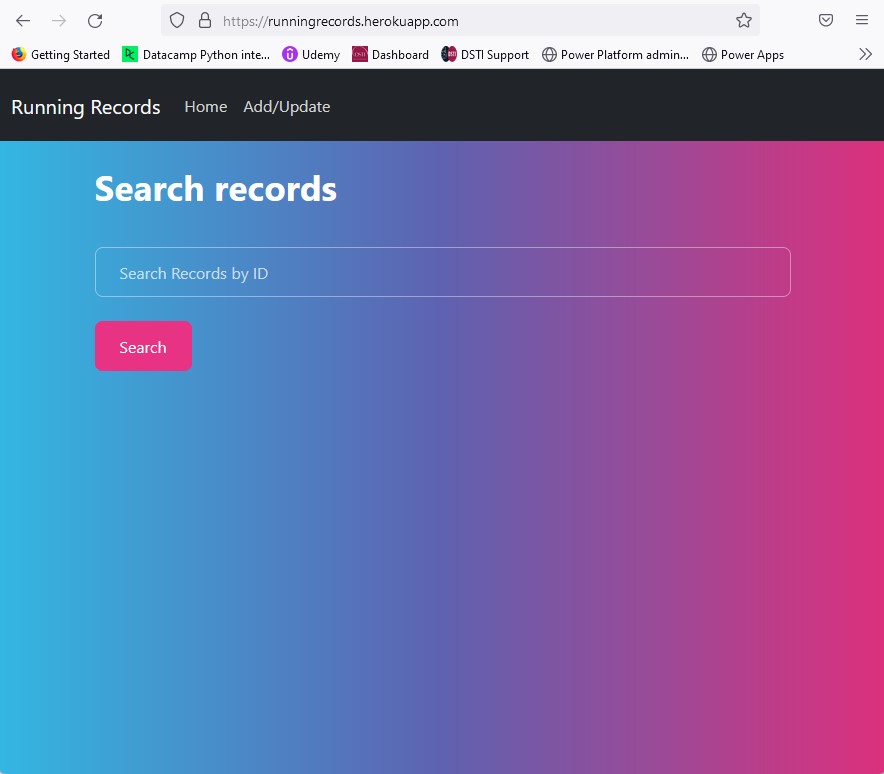 https://runningrecords.herokuapp.com
Getting Started Datacamp Python inte... Udemy Dashboard DSTI Support Power Platform admin... Power Apps
Running Records Home Add/Update
Search records
Search Records by ID
Search